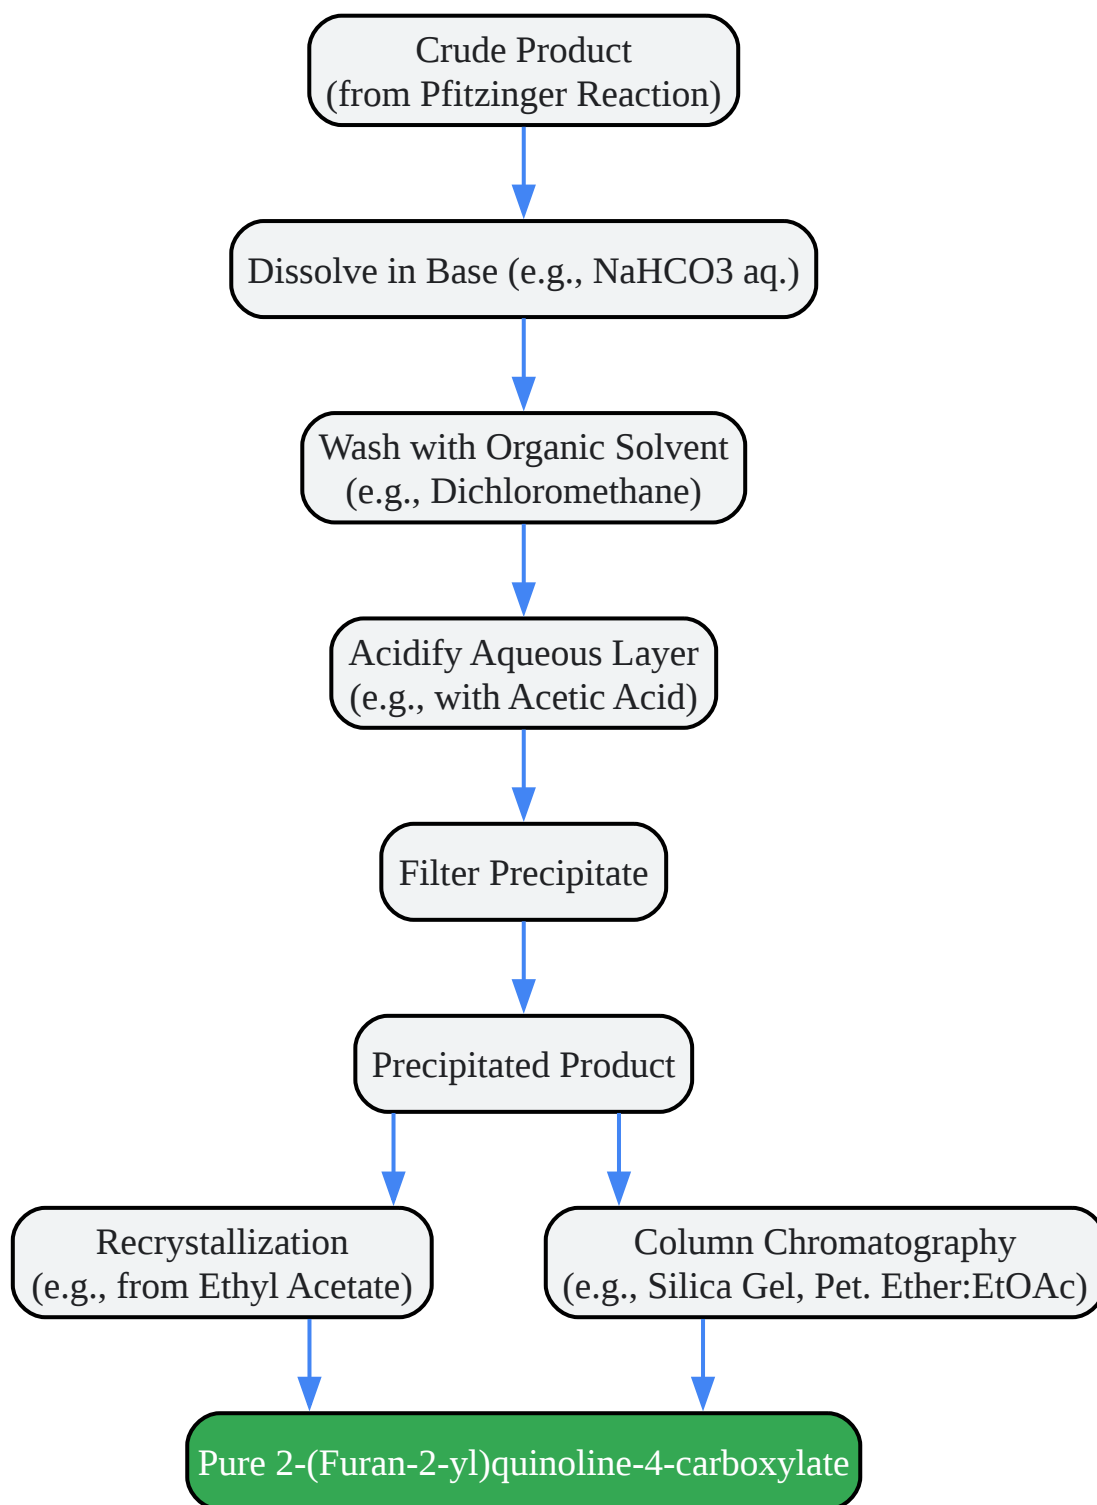 Crude Product
(from Pfitzinger Reaction)
Dissolve in Base (e.g., NaHCO3 aq.)
Wash with Organic Solvent
(e.g., Dichloromethane)
Acidify Aqueous Layer
(e.g., with Acetic Acid)
Filter Precipitate
Precipitated Product
Recrystallization
(e.g., from Ethyl Acetate)
Column Chromatography
(e.g., Silica Gel, Pet. Ether:EtOAc)
Pure 2-(Furan-2-yl)quinoline-4-carboxylate